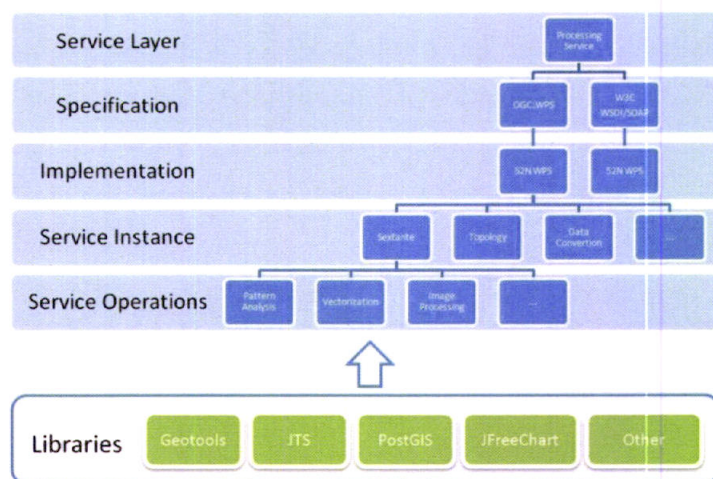 Service Layer
Processing
Service
Specification
OGC:WPS
W3C
WSDl/SOAP
Implementation
52N WPS
52N WPS
Service Instance
Sextante
Topology
Data
Convertion
....
Service Operations
Pattern
Analysis
Vectorization
Image
Processing
....
Libraries
Geotools
JTS
PostGIS
JFreeChart
Other